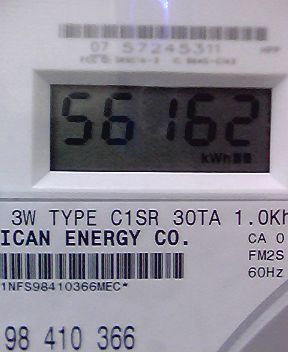 07 57245311
56162
kWh
3W TYPE C1SR 30TA 1.0Kh
ICAN ENERGY CO.
CA 0
FM2S
60Hz
1NFS98410366MEC*
98 410 366